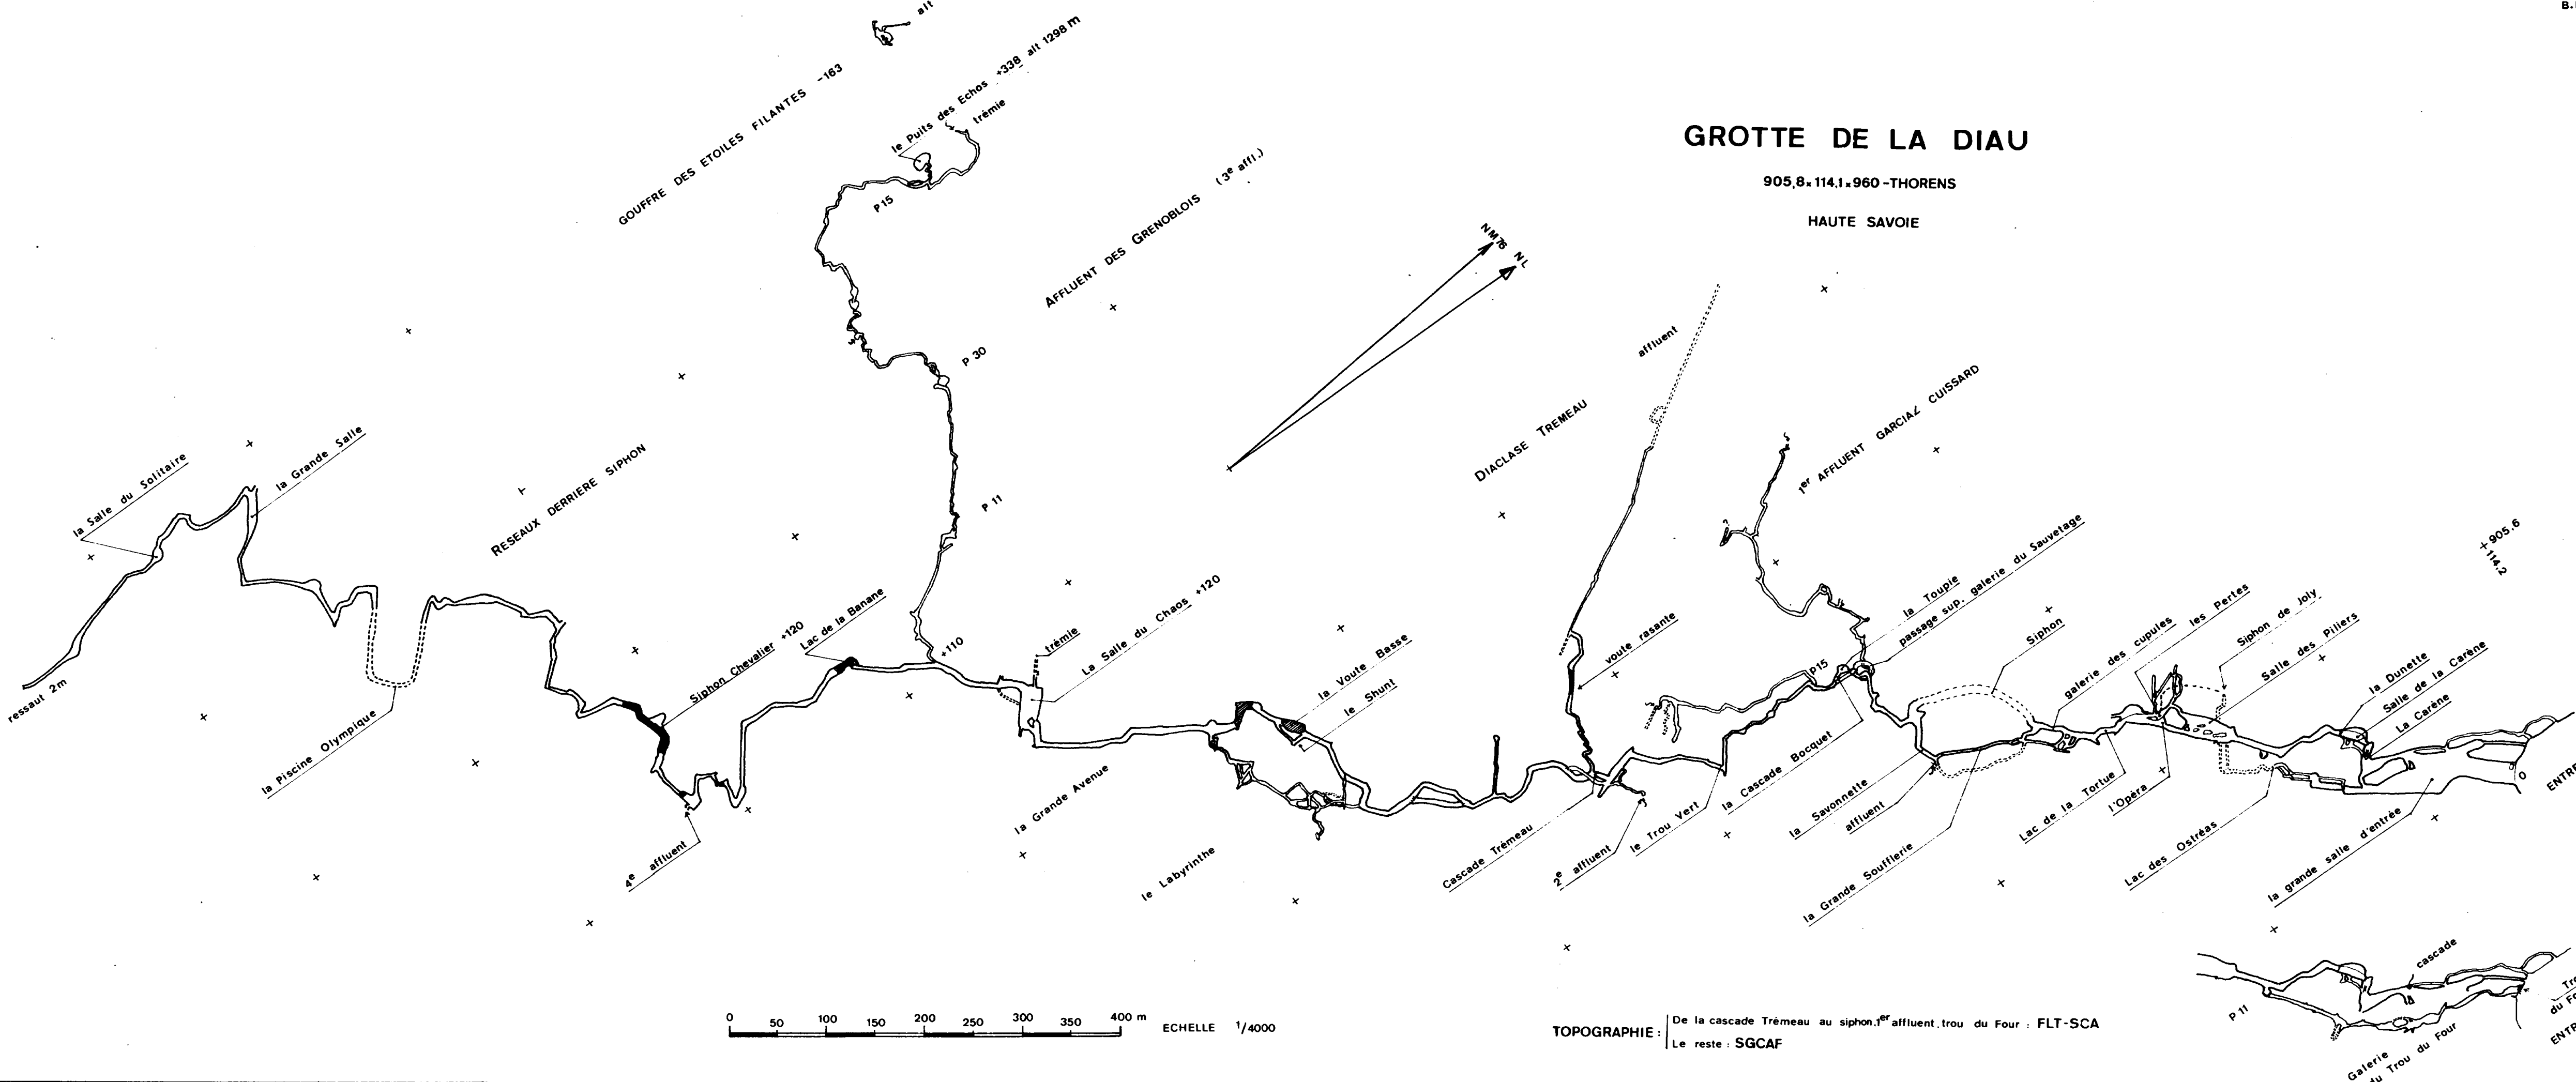 B.
alt
le Puits des Echos +338 alt 1298 m
trémie
GOUFFRE DES ETOILES FILANTES -163
P 15
AFFLUENT DES GRENOBLOIS (3e affl.)
P 30
P 11
GROTTE DE LA DIAU
905,8 x 114,1 x 960 - THORENS
HAUTE SAVOIE
NM 76
NL
affluent
DIACLASE TREMEAU
1er AFFLUENT GARCIAZ CUISSARD
+905.6
114.2
la Salle du Solitaire
la Grande Salle
RESEAUX DERRIERE SIPHON
ressaut 2m
la Piscine Olympique
Siphon Chevalier +120
Lac de la Banane
+110
trémie
La Salle du Chaos +120
4e affluent
la Grande Avenue
la Voute Basse
le Shunt
le Labyrinthe
voute rasante
Cascade Trémeau
2e affluent
le Trou Vert
P15
la Toupie
passage sup. galerie du Sauvetage
la Cascade Bocquet
la Savonnette
affluent
Siphon
la Grande Soufflerie
galerie des cupules
les Pertes
Siphon de Joly
Salle des Piliers
Lac de la Tortue
l'Opéra
Lac des Ostréas
la Dunette
Salle de la Carène
La Carène
la grande salle d'entrée
0
cascade
P 11
Galerie
du Trou du Four
0 50 100 150 200 250 300 350 400 m
ECHELLE 1/4000
TOPOGRAPHIE :
De la cascade Trémeau au siphon, 1er affluent, trou du Four : FLT-SCA
Le reste : SGCAF